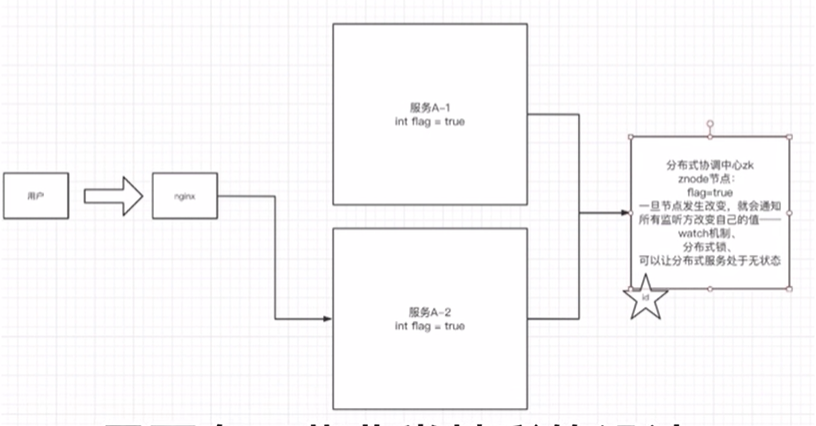 服务A-1
int flag = true
用户
nginx
服务A-2
int flag = true
分布式协调中心zk
znode节点：
flag=true
一旦节点发生改变，就会通知
所有监听方改变自己的值——
watch机制、
分布式锁、
可以让分布式服务处于无状态
id